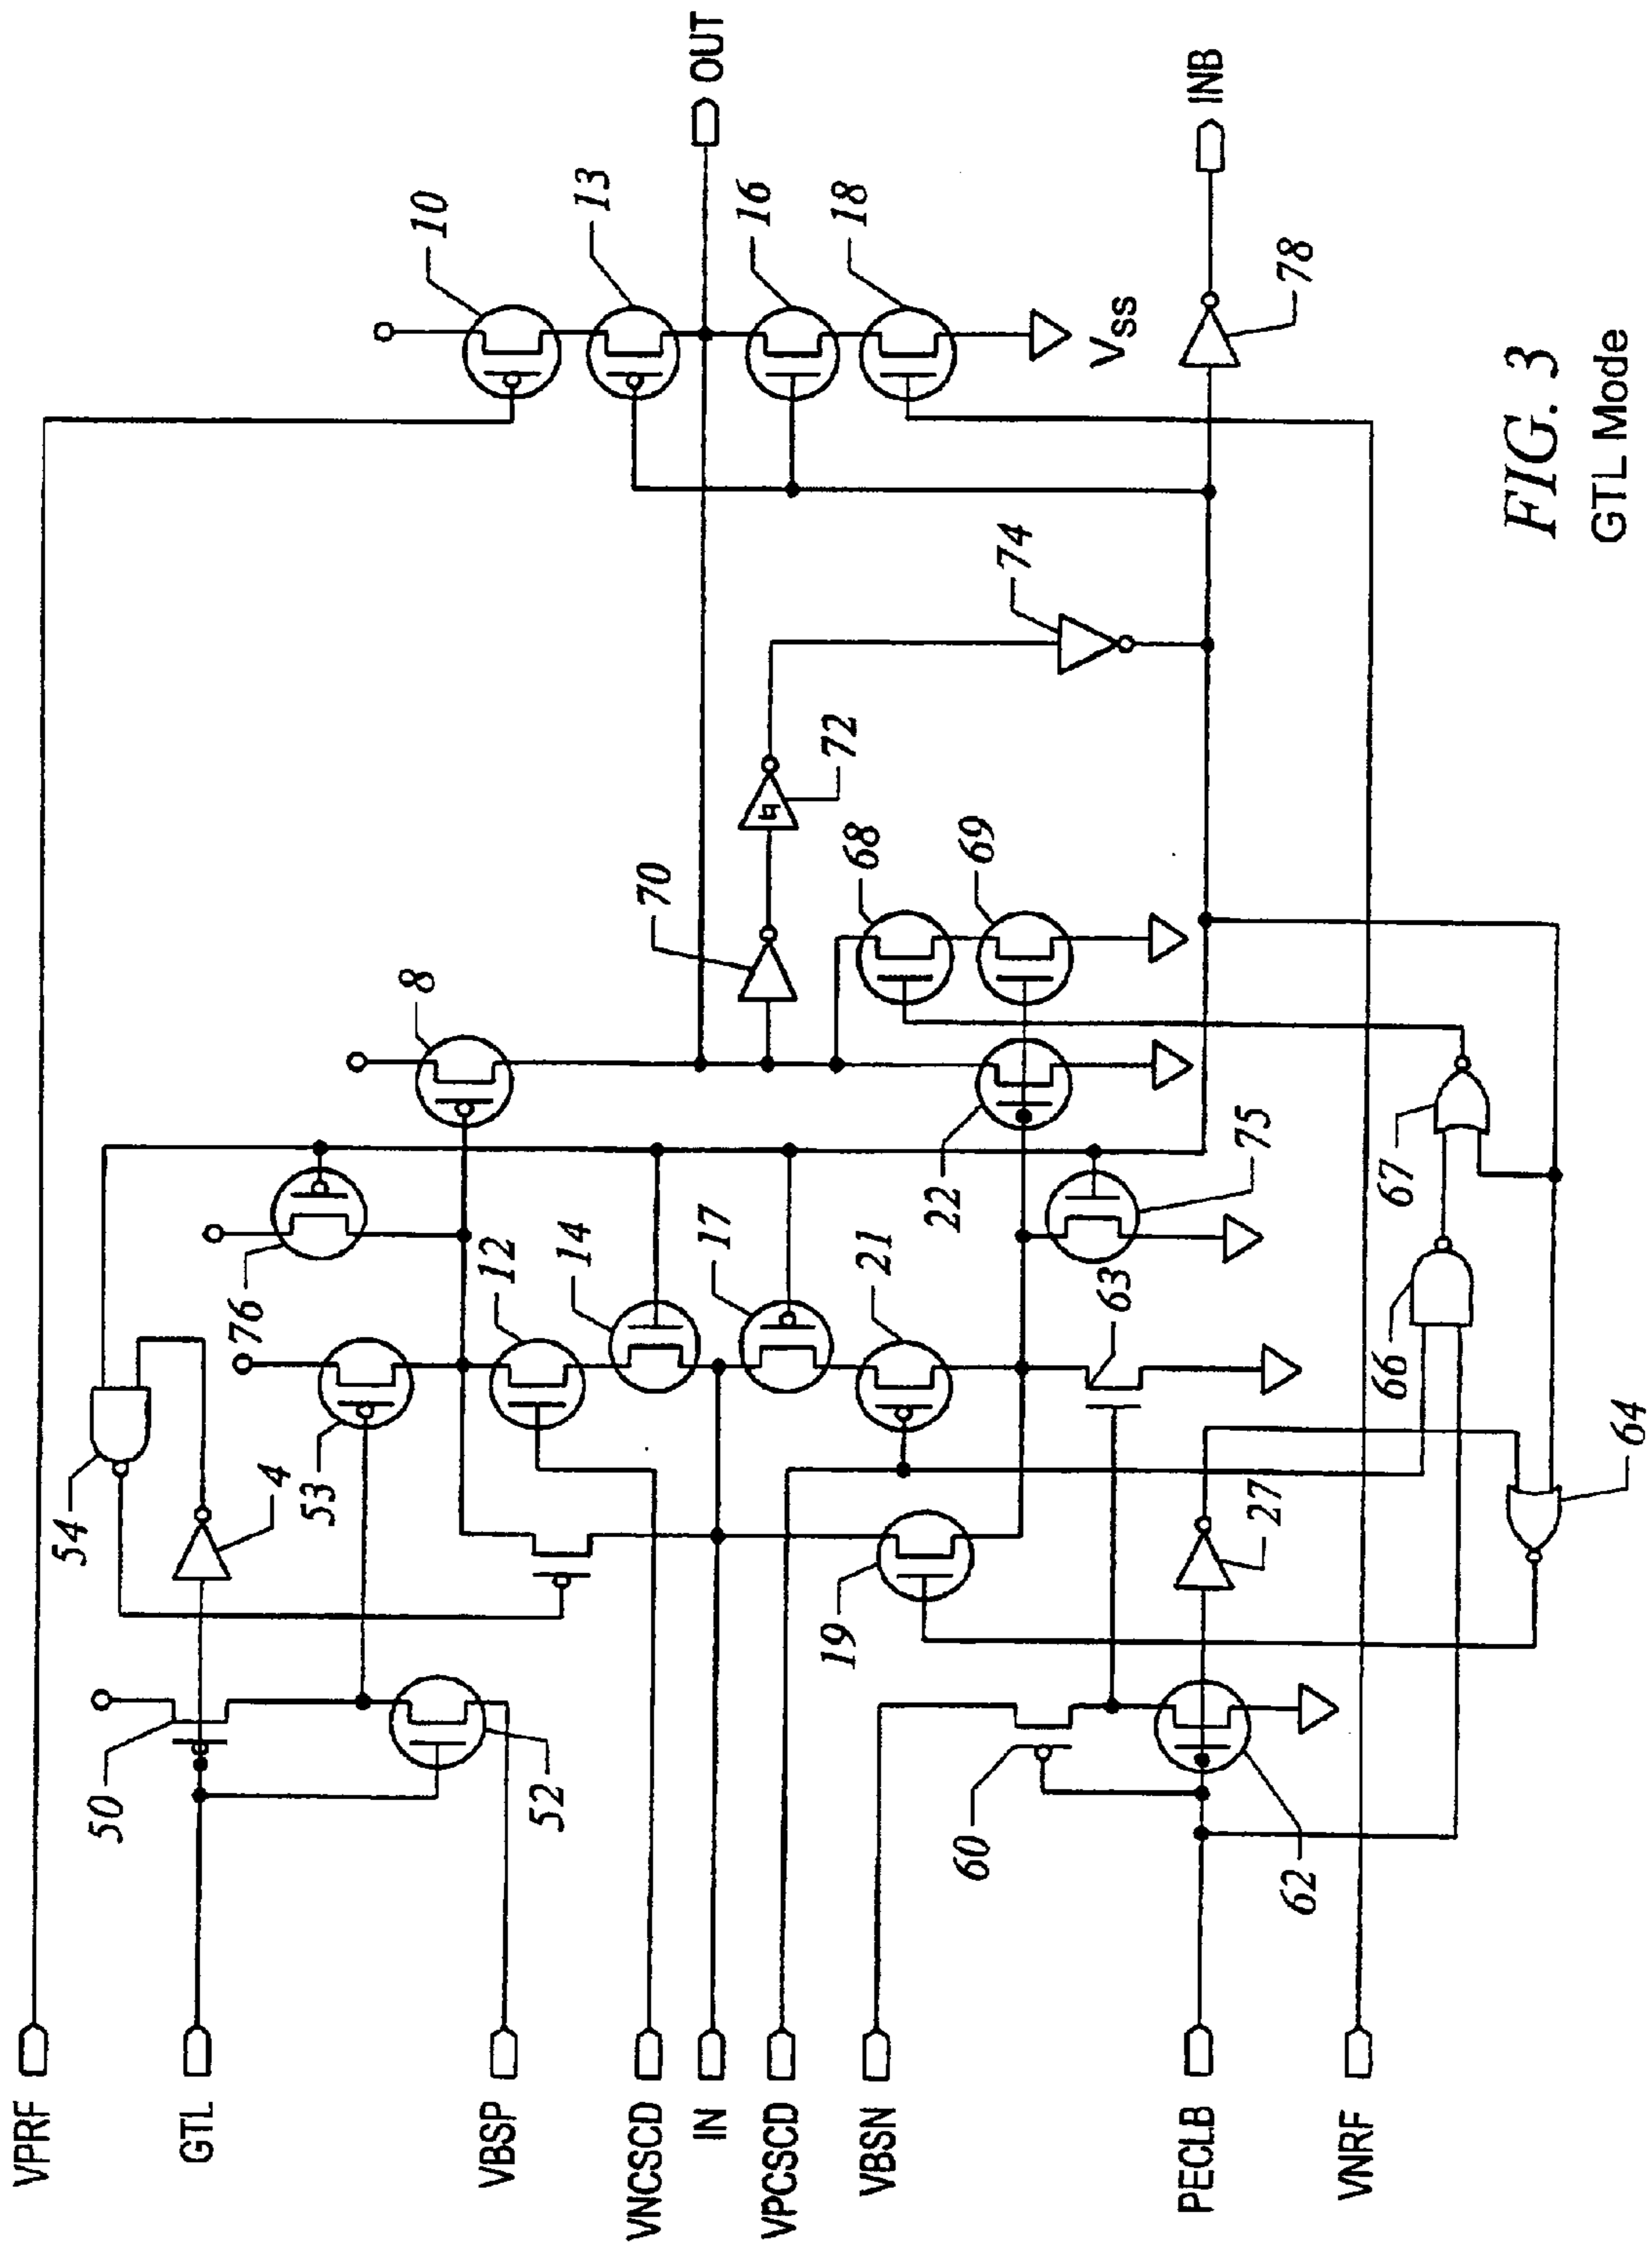 VPRF
GTL
VBSP
VNCSCD
IN
VPCSCD
VBSN
PECLB
VNRF
50
52
54
4
53
76
12
14
17
21
19
60
62
63
27
66
64
67
75
22
8
70
68
69
72
74
10
13
16
18
VSS
78
OUT
INB
FIG. 3
GTL Mode